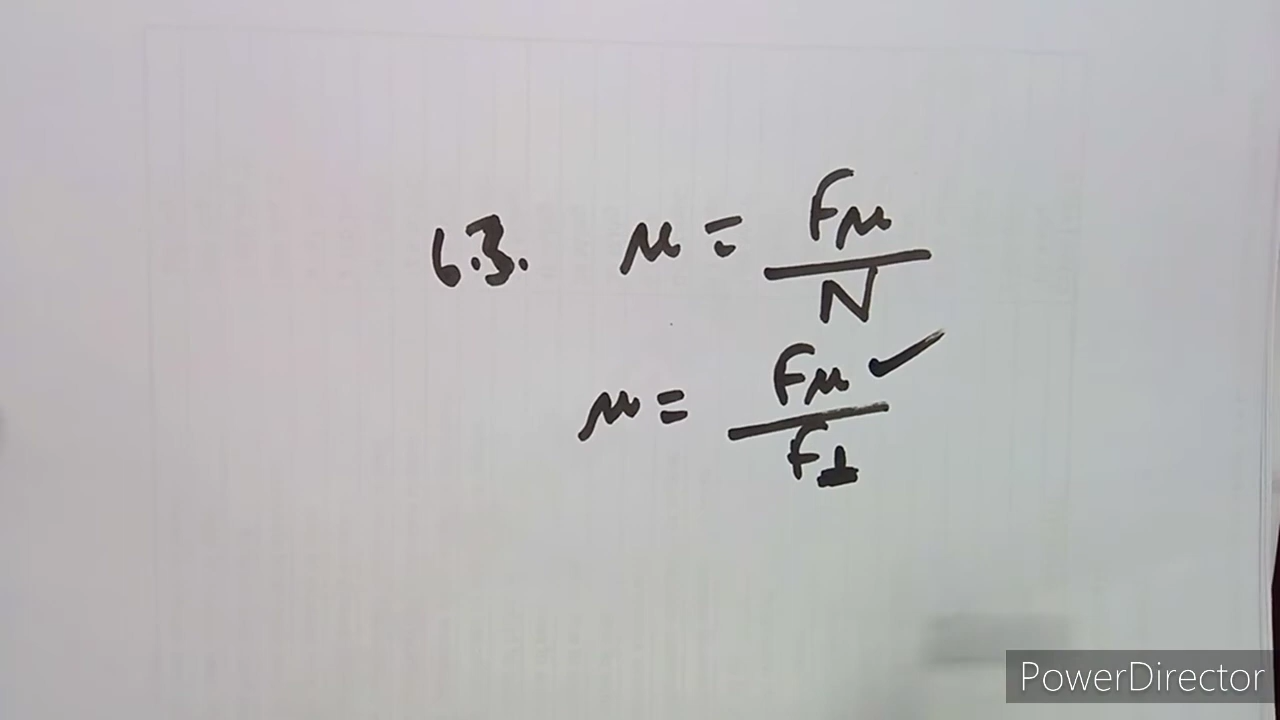 6.3. μ = Fμ / N
μ = Fμ ✓ / F⊥
PowerDirector